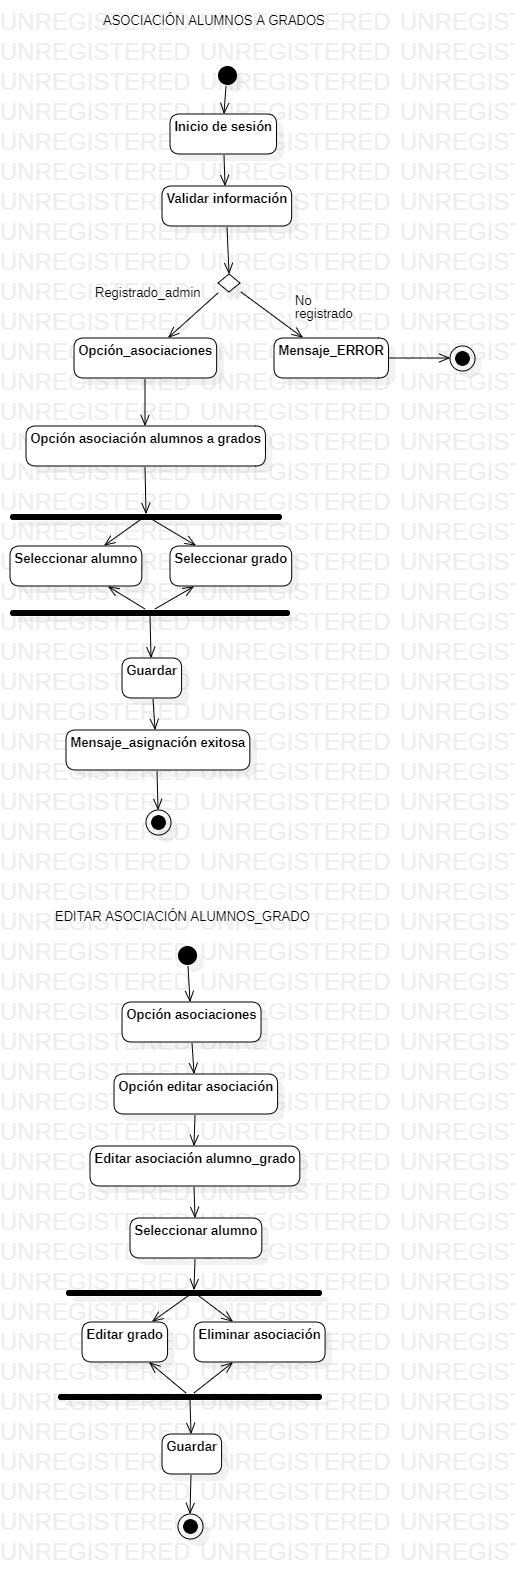 ASOCIACIÓN ALUMNOS A GRADOS
Inicio de sesión
Validar información
Registrado_admin
No
registrado
Opción_asociaciones
Mensaje_ERROR
Opción asociación alumnos a grados
Seleccionar alumno
Seleccionar grado
Guardar
Mensaje_asignación exitosa
EDITAR ASOCIACIÓN ALUMNOS_GRADO
Opción asociaciones
Opción editar asociación
Editar asociación alumno_grado
Seleccionar alumno
Editar grado
Eliminar asociación
Guardar
UNREGISTERED